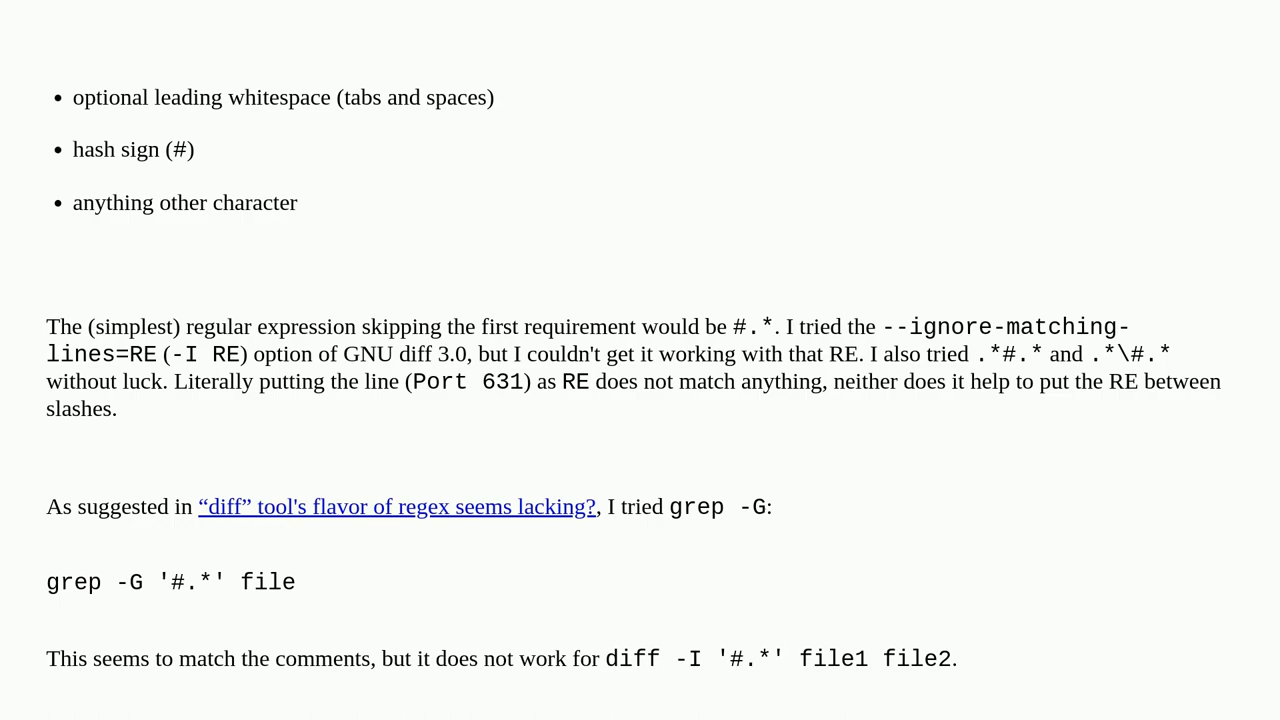 optional leading whitespace (tabs and spaces)
hash sign (#)
anything other character
The (simplest) regular expression skipping the first requirement would be #.*. I tried the --ignore-matching-
lines=RE (-I RE) option of GNU diff 3.0, but I couldn't get it working with that RE. I also tried .*#.* and .*\#.*
without luck. Literally putting the line (Port 631) as RE does not match anything, neither does it help to put the RE between
slashes.
As suggested in “diff” tool's flavor of regex seems lacking?, I tried grep -G:
grep -G '#.*' file
This seems to match the comments, but it does not work for diff -I '#.*' file1 file2.